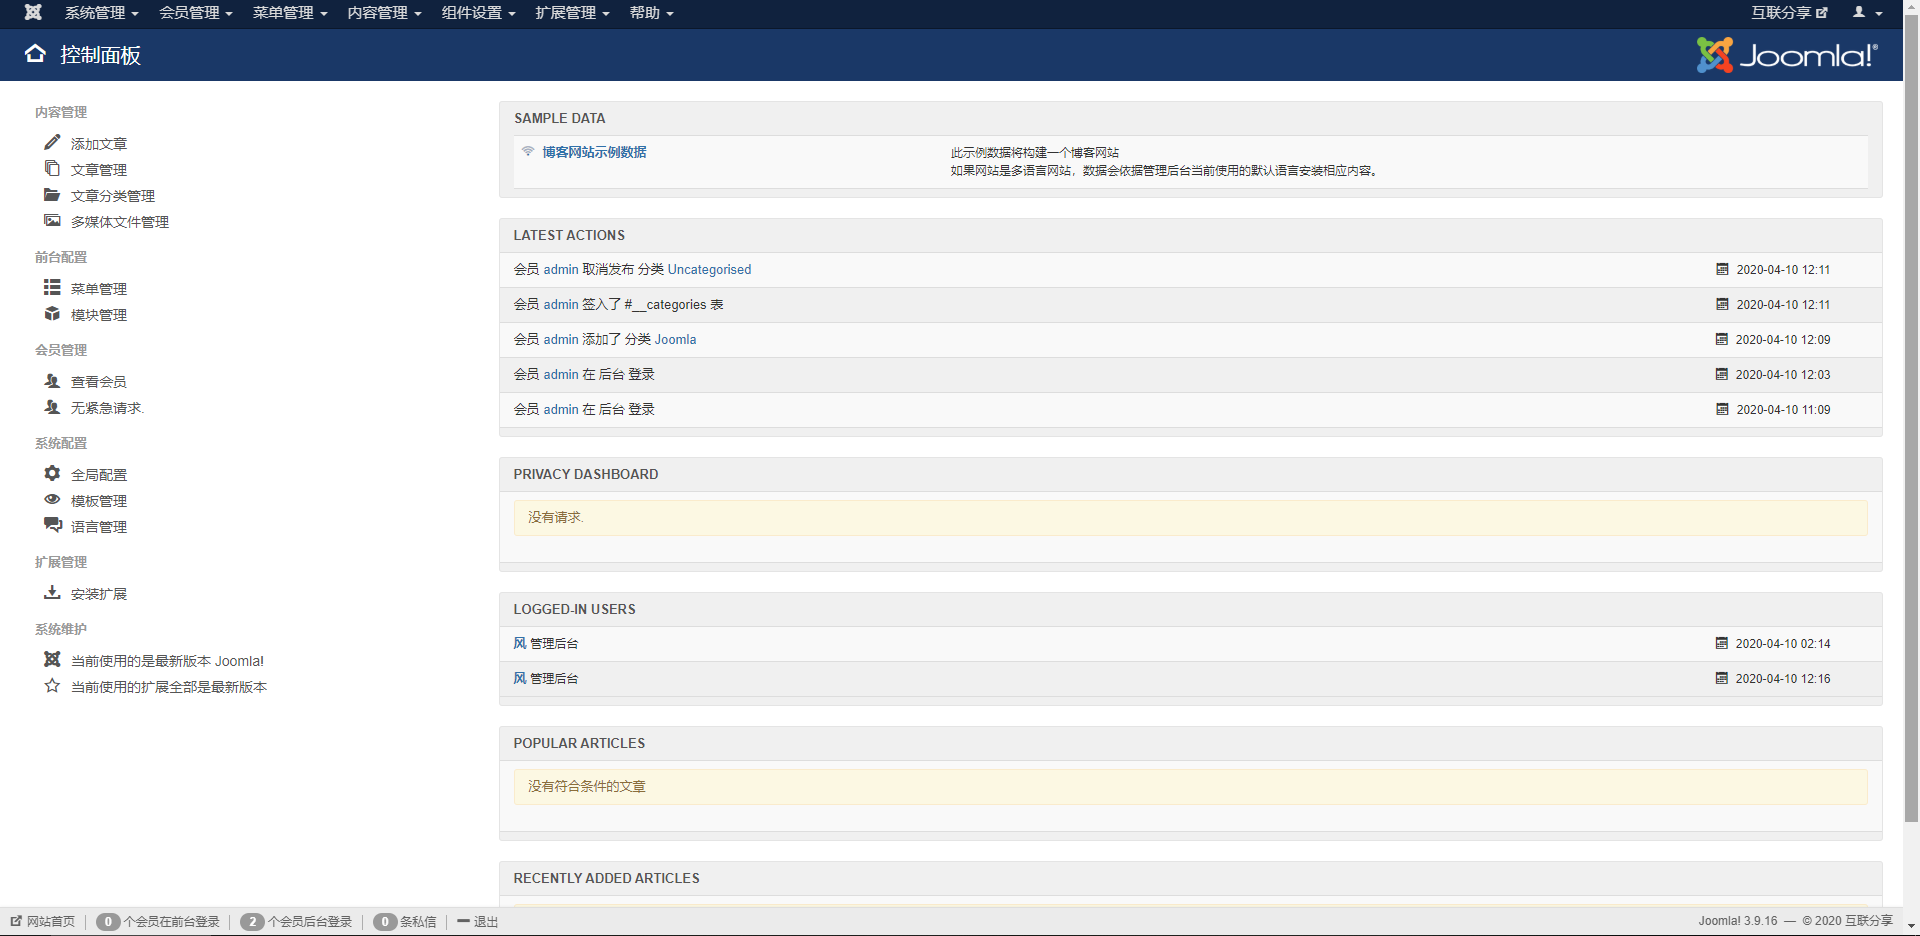 系统管理 会员管理 菜单管理 内容管理 组件设置 扩展管理 帮助 互联分享
控制面板 Joomla!®
内容管理
添加文章
文章管理
文章分类管理
多媒体文件管理
前台配置
菜单管理
模块管理
会员管理
查看会员
无紧急请求.
系统配置
全局配置
模板管理
语言管理
扩展管理
安装扩展
系统维护
当前使用的是最新版本 Joomla!
当前使用的扩展全部是最新版本
SAMPLE DATA
博客网站示例数据 此示例数据将构建一个博客网站
如果网站是多语言网站，数据会依据管理后台当前使用的默认语言安装相应内容。
LATEST ACTIONS
会员 admin 取消发布 分类 Uncategorised 2020-04-10 12:11
会员 admin 签入了 #__categories 表 2020-04-10 12:11
会员 admin 添加了 分类 Joomla 2020-04-10 12:09
会员 admin 在 后台 登录 2020-04-10 12:03
会员 admin 在 后台 登录 2020-04-10 11:09
PRIVACY DASHBOARD
没有请求.
LOGGED-IN USERS
风 管理后台 2020-04-10 02:14
风 管理后台 2020-04-10 12:16
POPULAR ARTICLES
没有符合条件的文章
RECENTLY ADDED ARTICLES
网站首页 0 个会员在前台登录 2 个会员后台登录 0 条私信 退出 Joomla! 3.9.16 — © 2020 互联分享